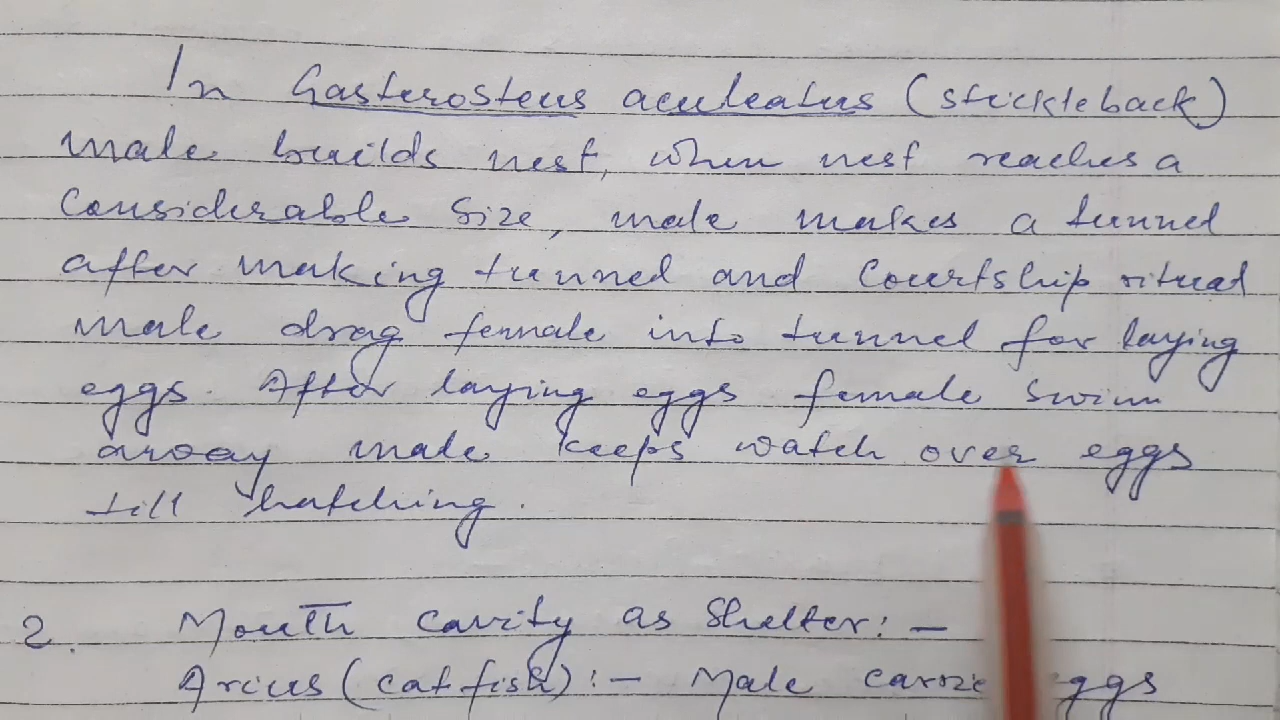 In Gasterosteus aculeatus (stickleback)
male builds nest, when nest reaches a
Considerable Size, male makes a tunnel
after making tunnel and Courtship ritual
male drag female into tunnel for laying
eggs. After laying eggs female swim
away male keeps watch over eggs
till hatching.
2. Mouth cavity as Shelter: -
Arius (cat fish) : - Male eggs